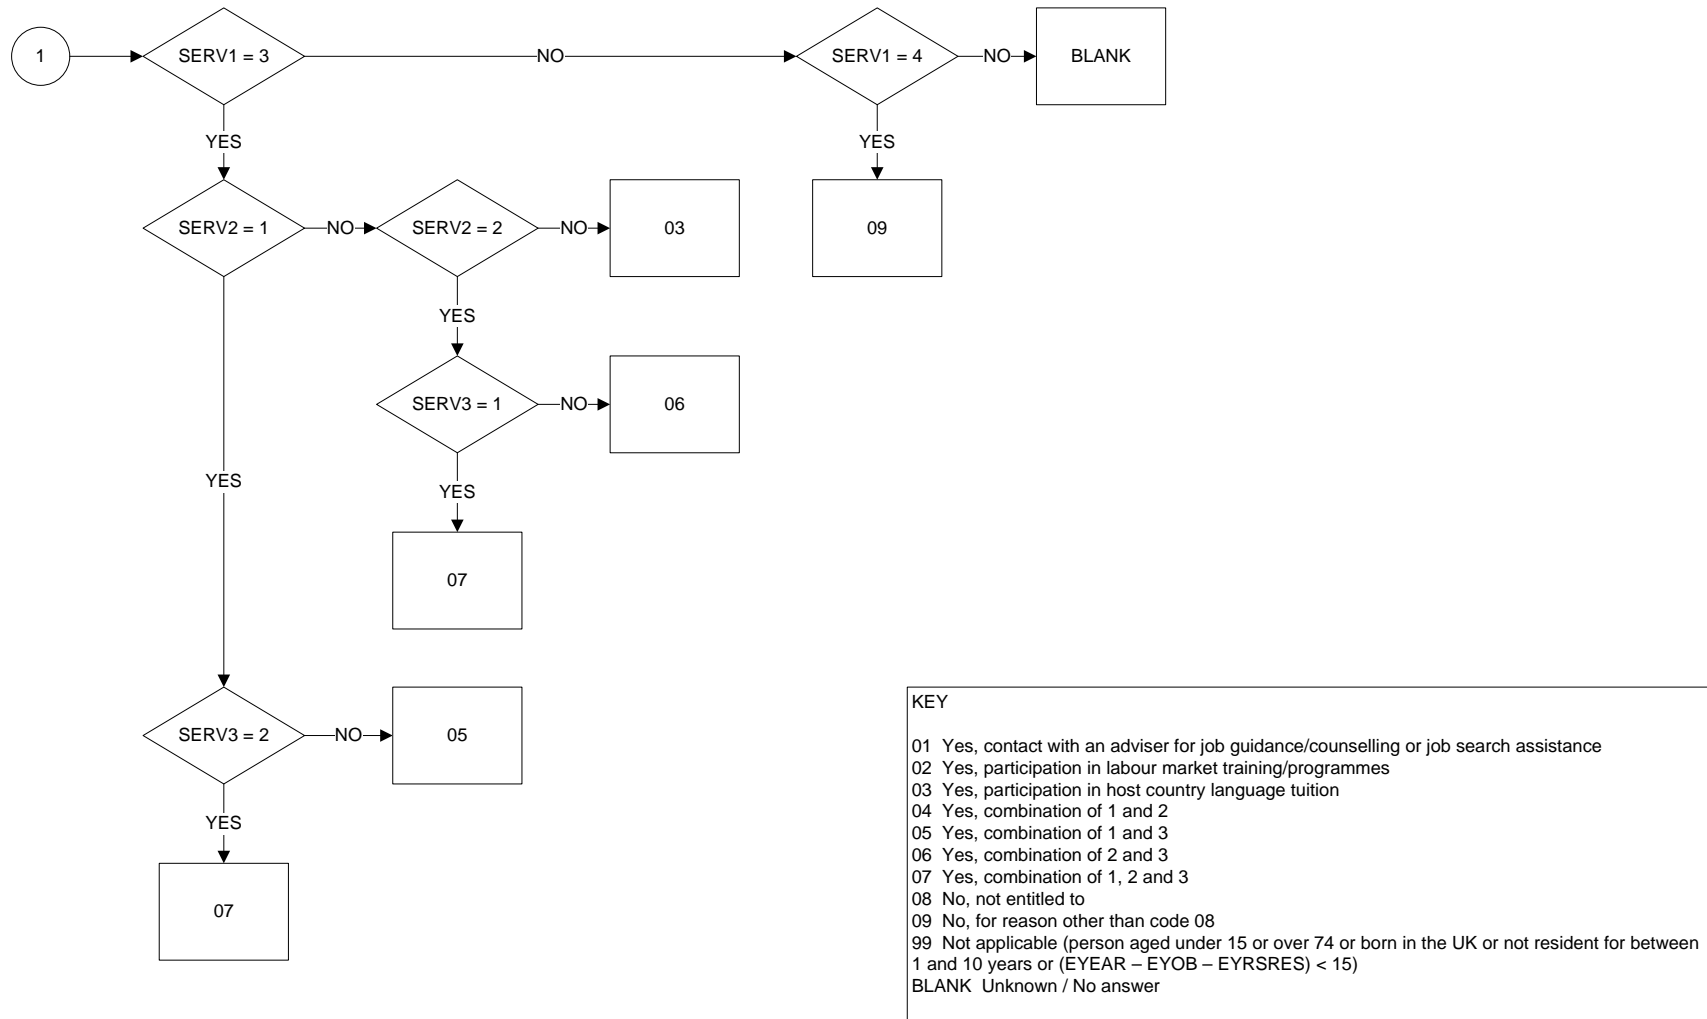 1
SERV1 = 3
NO
SERV1 = 4
NO
BLANK
YES
YES
SERV2 = 1
NO
SERV2 = 2
NO
03
09
YES
SERV3 = 1
NO
06
YES
YES
07
SERV3 = 2
NO
05
YES
07
KEY
01 Yes, contact with an adviser for job guidance/counselling or job search assistance
02 Yes, participation in labour market training/programmes
03 Yes, participation in host country language tuition
04 Yes, combination of 1 and 2
05 Yes, combination of 1 and 3
06 Yes, combination of 2 and 3
07 Yes, combination of 1, 2 and 3
08 No, not entitled to
09 No, for reason other than code 08
99 Not applicable (person aged under 15 or over 74 or born in the UK or not resident for between
1 and 10 years or (EYEAR – EYOB – EYRSRES) < 15)
BLANK Unknown / No answer